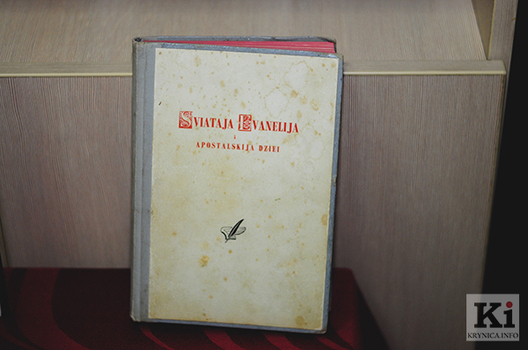 SVIATAJA EVANELIJA
i
APOSTALSKIJA DZIEI
Ki
KRYNICA.INFO